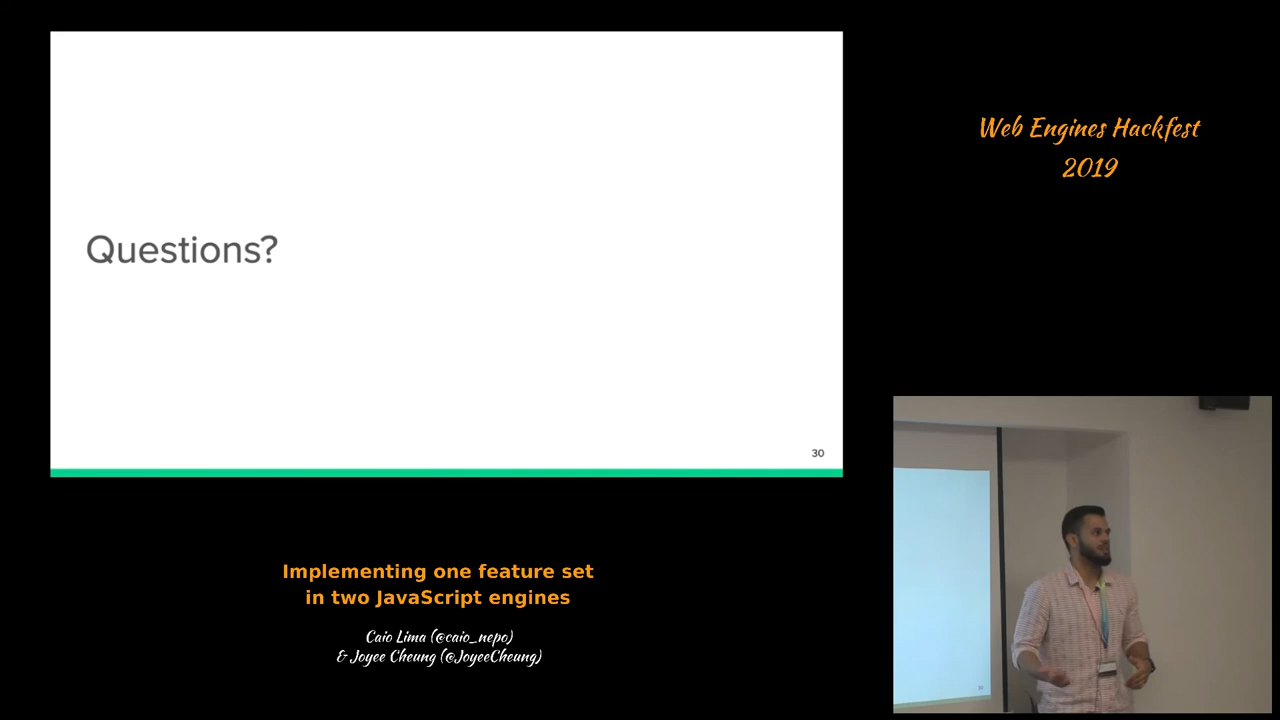 Questions?
30
Web Engines Hackfest
2019
Implementing one feature set
in two JavaScript engines
Caio Lima (@caio_nepo)
& Joyee Cheung (@JoyeeCheung)